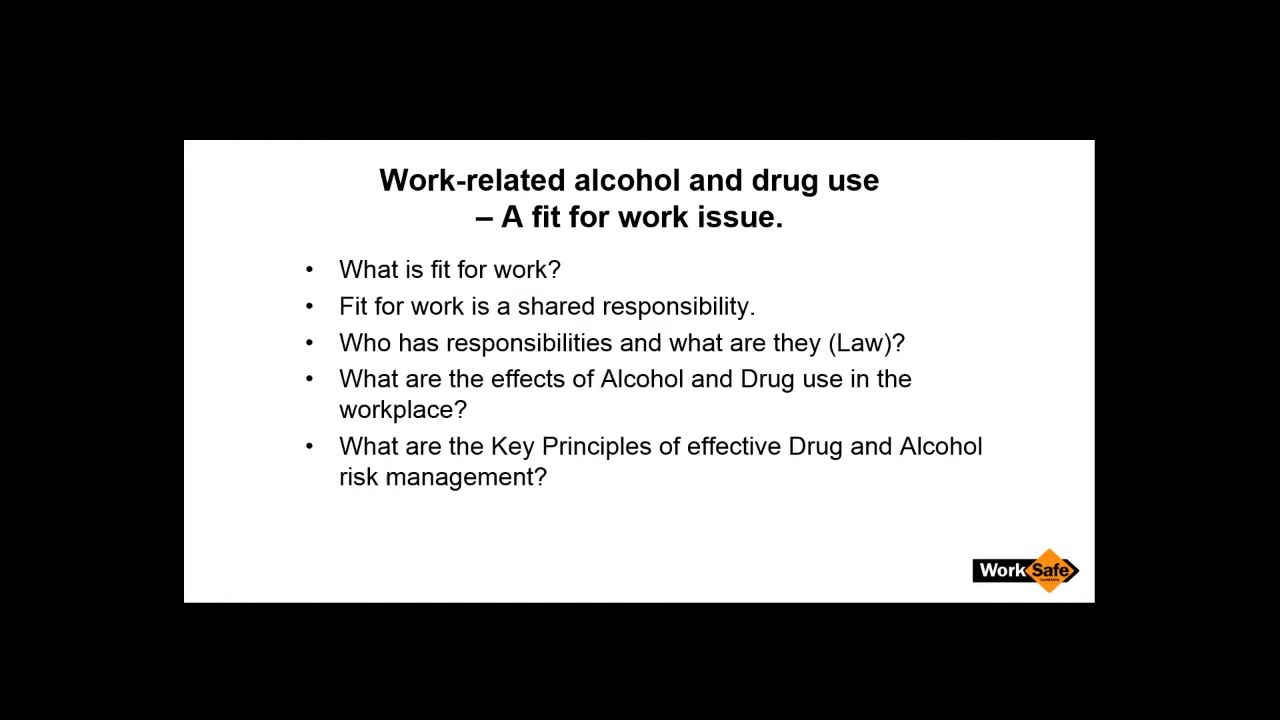 Work-related alcohol and drug use
– A fit for work issue.
• What is fit for work?
• Fit for work is a shared responsibility.
• Who has responsibilities and what are they (Law)?
• What are the effects of Alcohol and Drug use in the
workplace?
• What are the Key Principles of effective Drug and Alcohol
risk management?
WorkSafe
TASMANIA